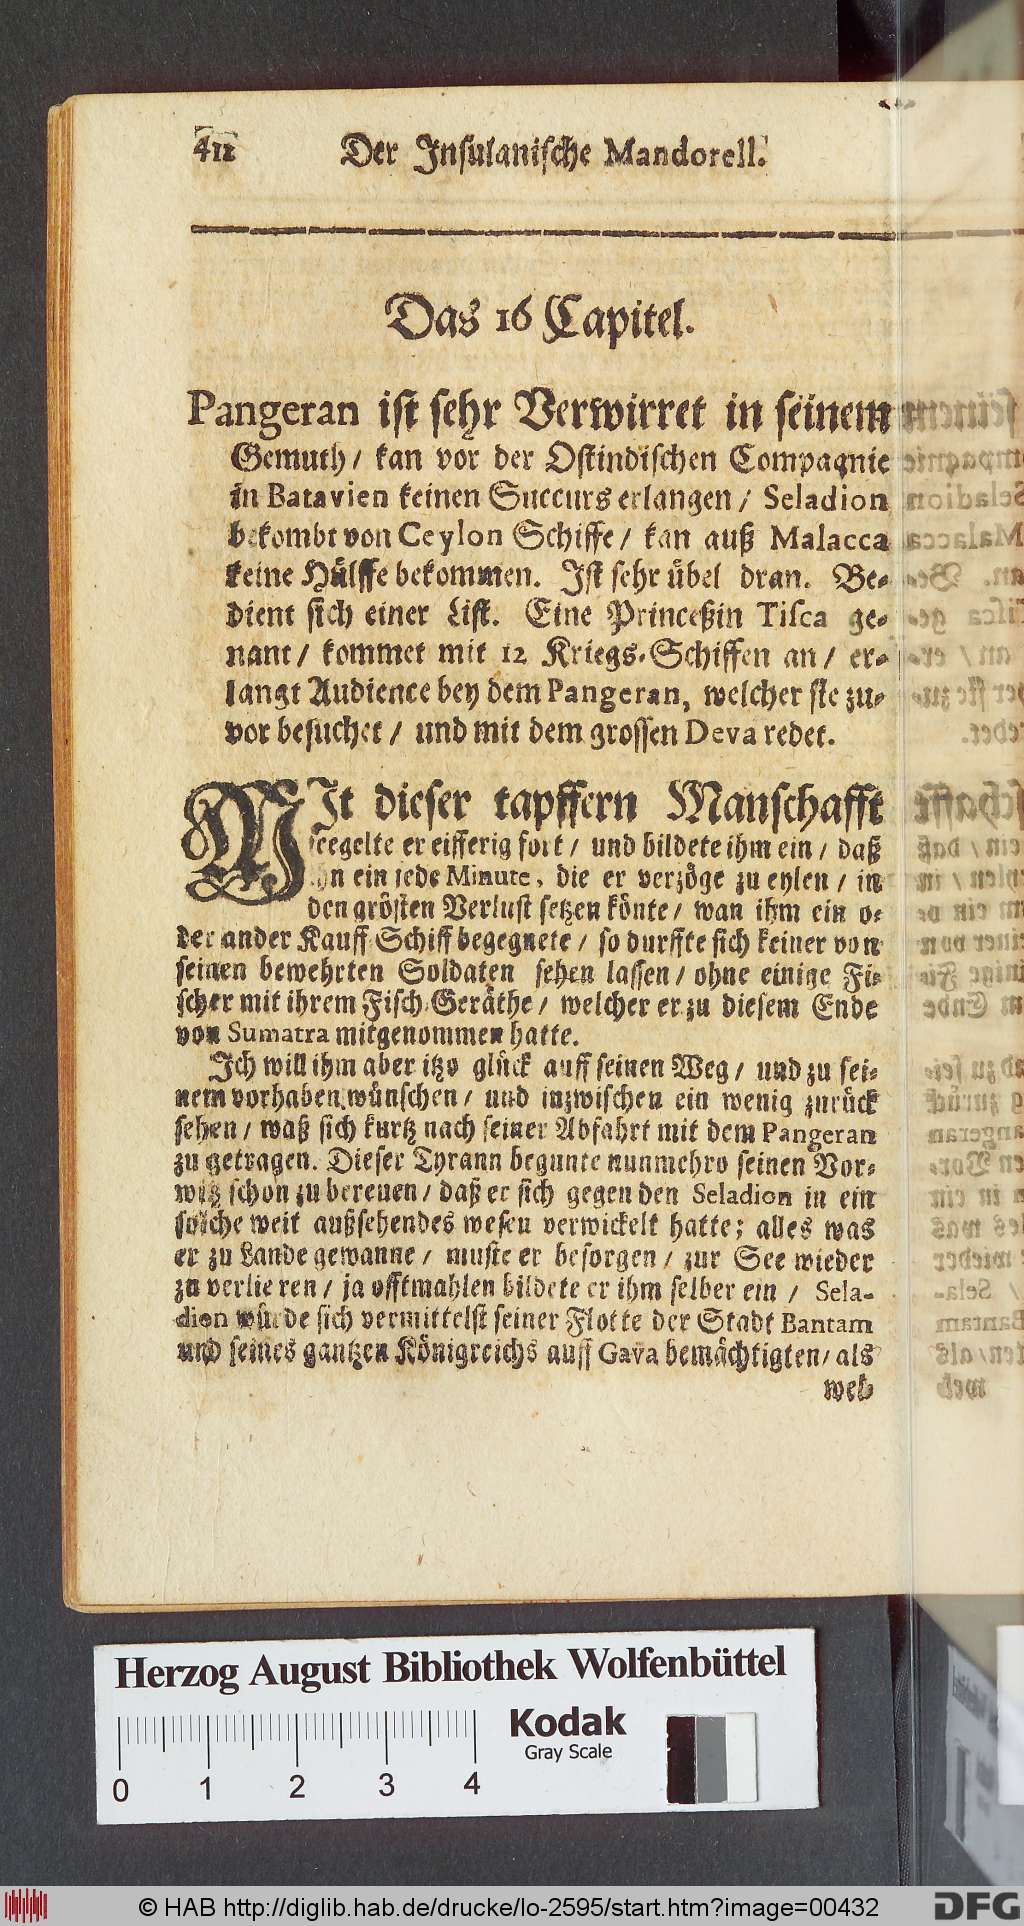 412 Der Insulanische Mandorell.
Das 16 Capitel.
Pangeran ist sehr Verwirret in seinem
Gemuth/ kan vor der Ostindischen Compagnie
in Batavien keinen Succurs erlangen/ Seladion
bekombt von Ceylon Schiffe/ kan auß Malacca
keine Hülffe bekommen. Ist sehr übel dran. Be-
dient sich einer List. Eine Princeßin Tisca ge-
nant/ kommet mit 12 Kriegs-Schiffen an/ er-
langt Audience bey dem Pangeran, welcher sie zu-
vor besuchet/ und mit dem grossen Deva redet.
MIt dieser tapffern Manschafft
seegelte er eifferig fort/ und bildete ihm ein/ daß
ihn ein jede Minute, die er verzöge zu eylen/ in
den grösten Verlust setzen könte/ wan ihm ein o-
der ander Kauff-Schiff begegnete/ so durffte sich keiner von
seinen bewehrten Soldaten sehen lassen/ ohne einige Fi-
scher mit ihrem Fisch-Geräthe/ welcher er zu diesem Ende
von Sumatra mitgenommen hatte.
Ich will ihm aber itzo glück auff seinen Weg/ und zu sei-
nem vorhaben wünschen/ und inzwischen ein wenig zurück
sehen/ waß sich kurtz nach seiner Abfahrt mit dem Pangeran
zu getragen. Dieser Tyrann begunte nunmehro seinen Vor-
witz schon zu bereuen/ daß er sich gegen den Seladion in ein
solche weit außsehendes wesen verwickelt hatte; alles was
er zu Lande gewanne/ muste er besorgen/ zur See wieder
zu verlieren/ ja offtmahlen bildete er ihm selber ein/ Sela-
dion würde sich vermittelst seiner Flotte der Stadt Bantam
und seines gantzen Königreichs auff Gava bemächtigten/ als
wel-
Herzog August Bibliothek Wolfenbüttel
Kodak
Gray Scale
0 1 2 3 4
© HAB http://diglib.hab.de/drucke/lo-2595/start.htm?image=00432
DFG